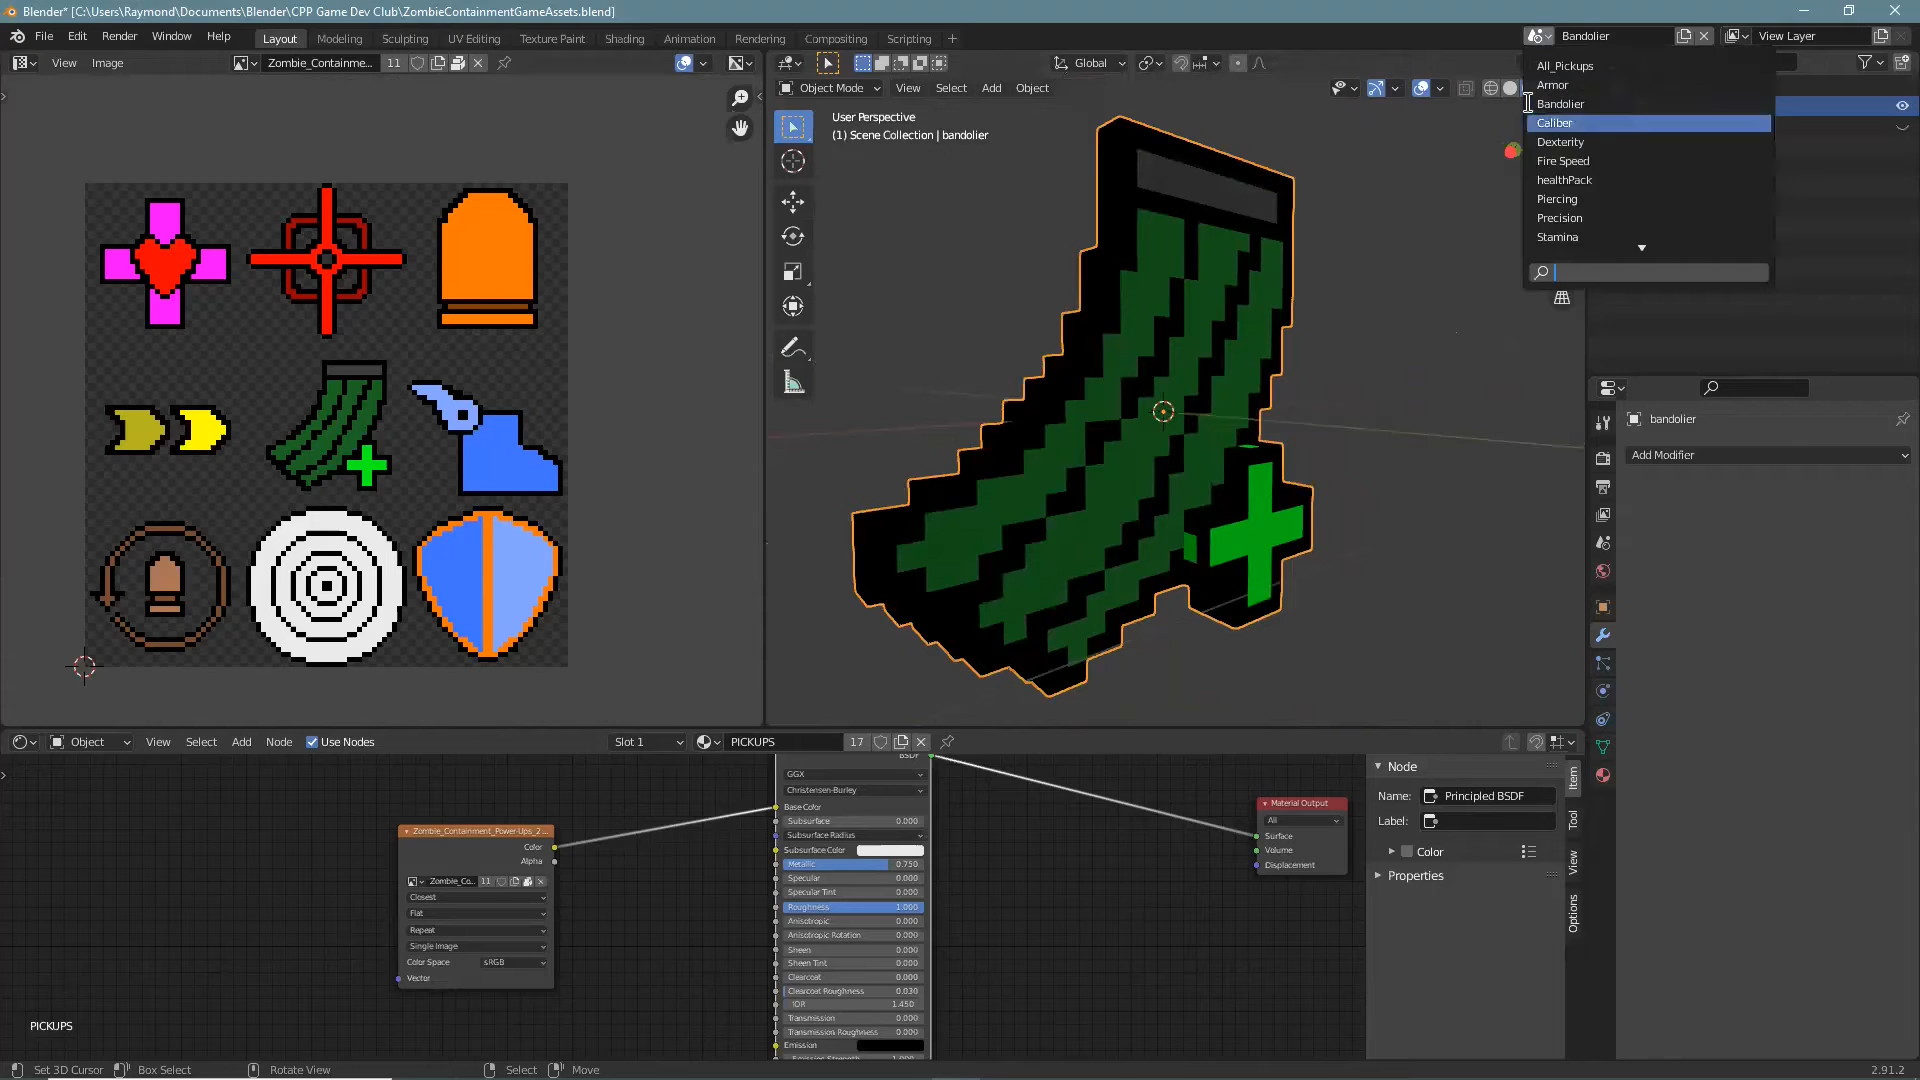 Blender* [C:\Users\Raymond\Documents\Blender\CPP Game Dev Club\ZombieContainmentGameAssets.blend]
File Edit Render Window Help
Layout Modeling Sculpting UV Editing Texture Paint Shading Animation Rendering Compositing Scripting
Bandolier
View Layer
View Image
Zombie_Containme... 11
Global
Object Mode View Select Add Object
User Perspective
(1) Scene Collection | bandolier
All_Pickups
Armor
Bandolier
Caliber
Dexterity
Fire Speed
healthPack
Piercing
Precision
Stamina
bandolier
Add Modifier
Object View Select Add Node Use Nodes
Slot 1
PICKUPS 17
BSDF
GGX
Christensen-Burley
Base Color
Subsurface 0.000
Subsurface Radius
Subsurface Color
Metallic 0.750
Specular 0.000
Specular Tint 0.000
Roughness 1.000
Anisotropic 0.000
Anisotropic Rotation 0.000
Sheen 0.000
Sheen Tint 0.000
Clearcoat 0.000
Clearcoat Roughness 0.030
IOR 1.450
Transmission 0.000
Transmission Roughness 0.000
Emission
Emission Strength 1.000
Zombie_Containment_Power-Ups_2...
Color
Alpha
Zombie_Co... 11
Closest
Flat
Repeat
Single Image
Color Space sRGB
Vector
Material Output
All
Surface
Volume
Displacement
Node
Name: Principled BSDF
Label:
Color
Properties
Item
Tool
View
Options
PICKUPS
Set 3D Cursor Box Select Rotate View Select Move
2.91.2